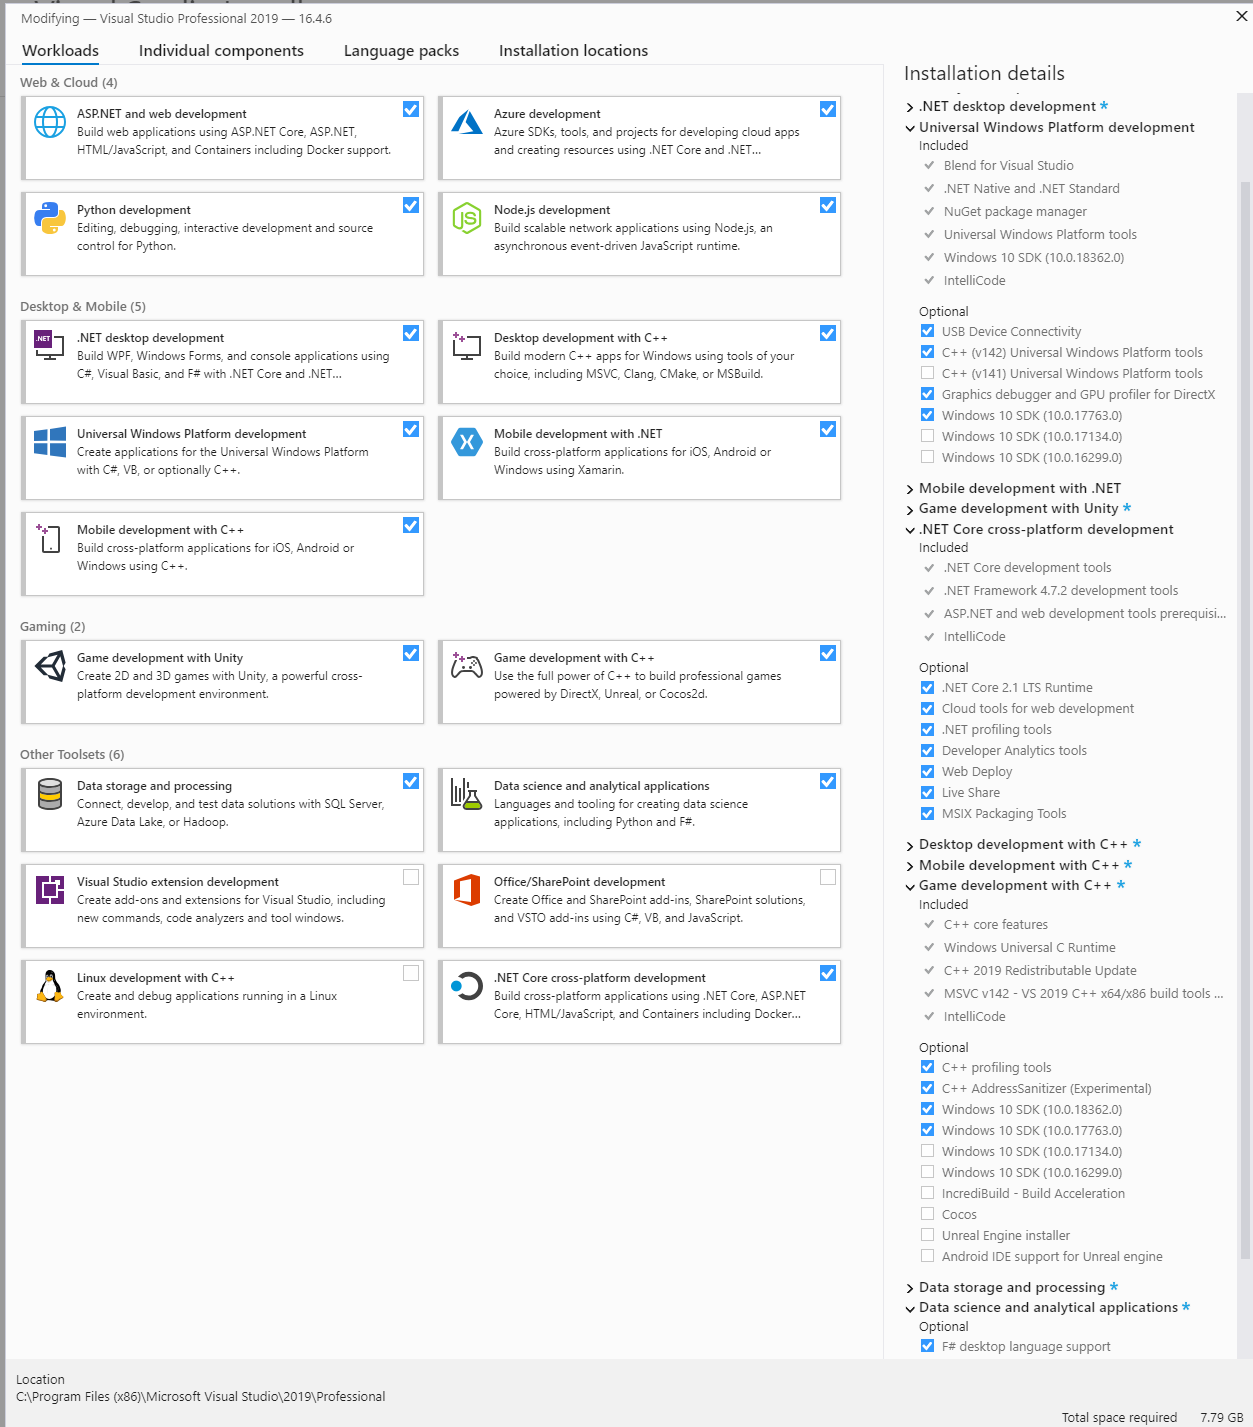 Modifying — Visual Studio Professional 2019 — 16.4.6
Workloads
Individual components
Language packs
Installation locations
Web & Cloud (4)
ASP.NET and web development
Build web applications using ASP.NET Core, ASP.NET,
HTML/JavaScript, and Containers including Docker support.
Azure development
Azure SDKs, tools, and projects for developing cloud apps
and creating resources using .NET Core and .NET...
Python development
Editing, debugging, interactive development and source
control for Python.
Node.js development
Build scalable network applications using Node.js, an
asynchronous event-driven JavaScript runtime.
Desktop & Mobile (5)
.NET
.NET desktop development
Build WPF, Windows Forms, and console applications using
C#, Visual Basic, and F# with .NET Core and .NET...
Desktop development with C++
Build modern C++ apps for Windows using tools of your
choice, including MSVC, Clang, CMake, or MSBuild.
Universal Windows Platform development
Create applications for the Universal Windows Platform
with C#, VB, or optionally C++.
Mobile development with .NET
Build cross-platform applications for iOS, Android or
Windows using Xamarin.
Mobile development with C++
Build cross-platform applications for iOS, Android or
Windows using C++.
Gaming (2)
Game development with Unity
Create 2D and 3D games with Unity, a powerful cross-
platform development environment.
Game development with C++
Use the full power of C++ to build professional games
powered by DirectX, Unreal, or Cocos2d.
Other Toolsets (6)
Data storage and processing
Connect, develop, and test data solutions with SQL Server,
Azure Data Lake, or Hadoop.
Data science and analytical applications
Languages and tooling for creating data science
applications, including Python and F#.
Visual Studio extension development
Create add-ons and extensions for Visual Studio, including
new commands, code analyzers and tool windows.
Office/SharePoint development
Create Office and SharePoint add-ins, SharePoint solutions,
and VSTO add-ins using C#, VB, and JavaScript.
Linux development with C++
Create and debug applications running in a Linux
environment.
.NET Core cross-platform development
Build cross-platform applications using .NET Core, ASP.NET
Core, HTML/JavaScript, and Containers including Docker...
Installation details
.NET desktop development *
Universal Windows Platform development
Included
Blend for Visual Studio
.NET Native and .NET Standard
NuGet package manager
Universal Windows Platform tools
Windows 10 SDK (10.0.18362.0)
IntelliCode
Optional
USB Device Connectivity
C++ (v142) Universal Windows Platform tools
C++ (v141) Universal Windows Platform tools
Graphics debugger and GPU profiler for DirectX
Windows 10 SDK (10.0.17763.0)
Windows 10 SDK (10.0.17134.0)
Windows 10 SDK (10.0.16299.0)
Mobile development with .NET
Game development with Unity *
.NET Core cross-platform development
Included
.NET Core development tools
.NET Framework 4.7.2 development tools
ASP.NET and web development tools prerequisi...
IntelliCode
Optional
.NET Core 2.1 LTS Runtime
Cloud tools for web development
.NET profiling tools
Developer Analytics tools
Web Deploy
Live Share
MSIX Packaging Tools
Desktop development with C++ *
Mobile development with C++ *
Game development with C++ *
Included
C++ core features
Windows Universal C Runtime
C++ 2019 Redistributable Update
MSVC v142 - VS 2019 C++ x64/x86 build tools ...
IntelliCode
Optional
C++ profiling tools
C++ AddressSanitizer (Experimental)
Windows 10 SDK (10.0.18362.0)
Windows 10 SDK (10.0.17763.0)
Windows 10 SDK (10.0.17134.0)
Windows 10 SDK (10.0.16299.0)
IncrediBuild - Build Acceleration
Cocos
Unreal Engine installer
Android IDE support for Unreal engine
Data storage and processing *
Data science and analytical applications *
Optional
F# desktop language support
Location
C:\Program Files (x86)\Microsoft Visual Studio\2019\Professional
Total space required 7.79 GB